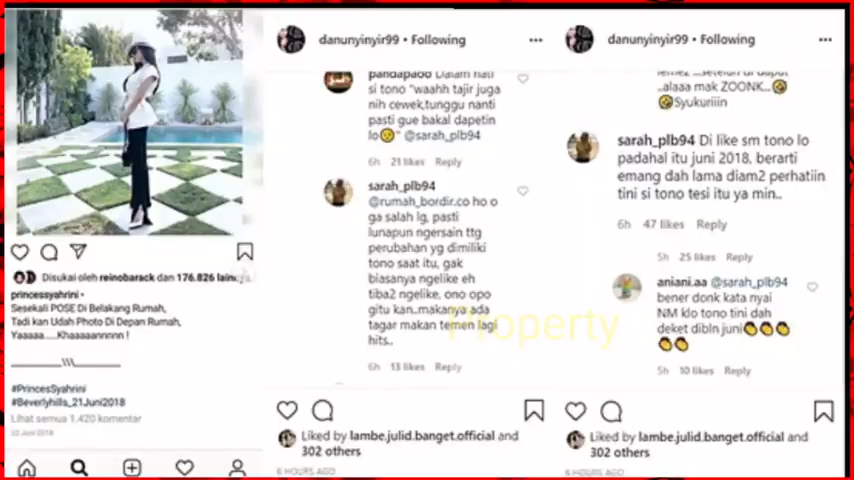 Disukai oleh reinobarack dan 176.826 lainnya
princessyahrini •
Sesekali POSE Di Belakang Rumah,
Tadi kan Udah Photo Di Depan Rumah,
Yaaaaa.....Khaaaaannnnn !
#PrincesSyahrini
#Beverlyhills_21Juni2018
Lihat semua 1.420 komentar
22 Juni 2018
danunyinyir99 • Following
pandapaoo Dalam hati
si tono "waahh tajir juga
nih cewek,tunggu nanti
pasti gue bakal dapetin
lo" @sarah_plb94
6h 21 likes Reply
sarah_plb94
@rumah_bordir.co ho o
ga salah lg, pasti
lunapun ngersain ttg
perubahan yg dimiliki
tono saat itu, gak
biasanya ngelike eh
tiba2 ngelike, ono opo
gitu kan..makanya ada
tagar makan temen lagi
hits..
6h 13 likes Reply
Liked by lambe.julid.banget.official and
302 others
6 HOURS AGO
danunyinyir99 • Following
..alaaa mak ZOONK...
Syukuriiin
sarah_plb94 Di like sm tono lo
padahal itu juni 2018, berarti
emang dah lama diam2 perhatiin
tini si tono tesi itu ya min..
6h 47 likes Reply
5h 25 likes Reply
aniani.aa @sarah_plb94
bener donk kata nyai
NM klo tono tini dah
deket dibln juni👏👏👏
👏👏
5h 10 likes Reply
Liked by lambe.julid.banget.official and
302 others
6 HOURS AGO
Property